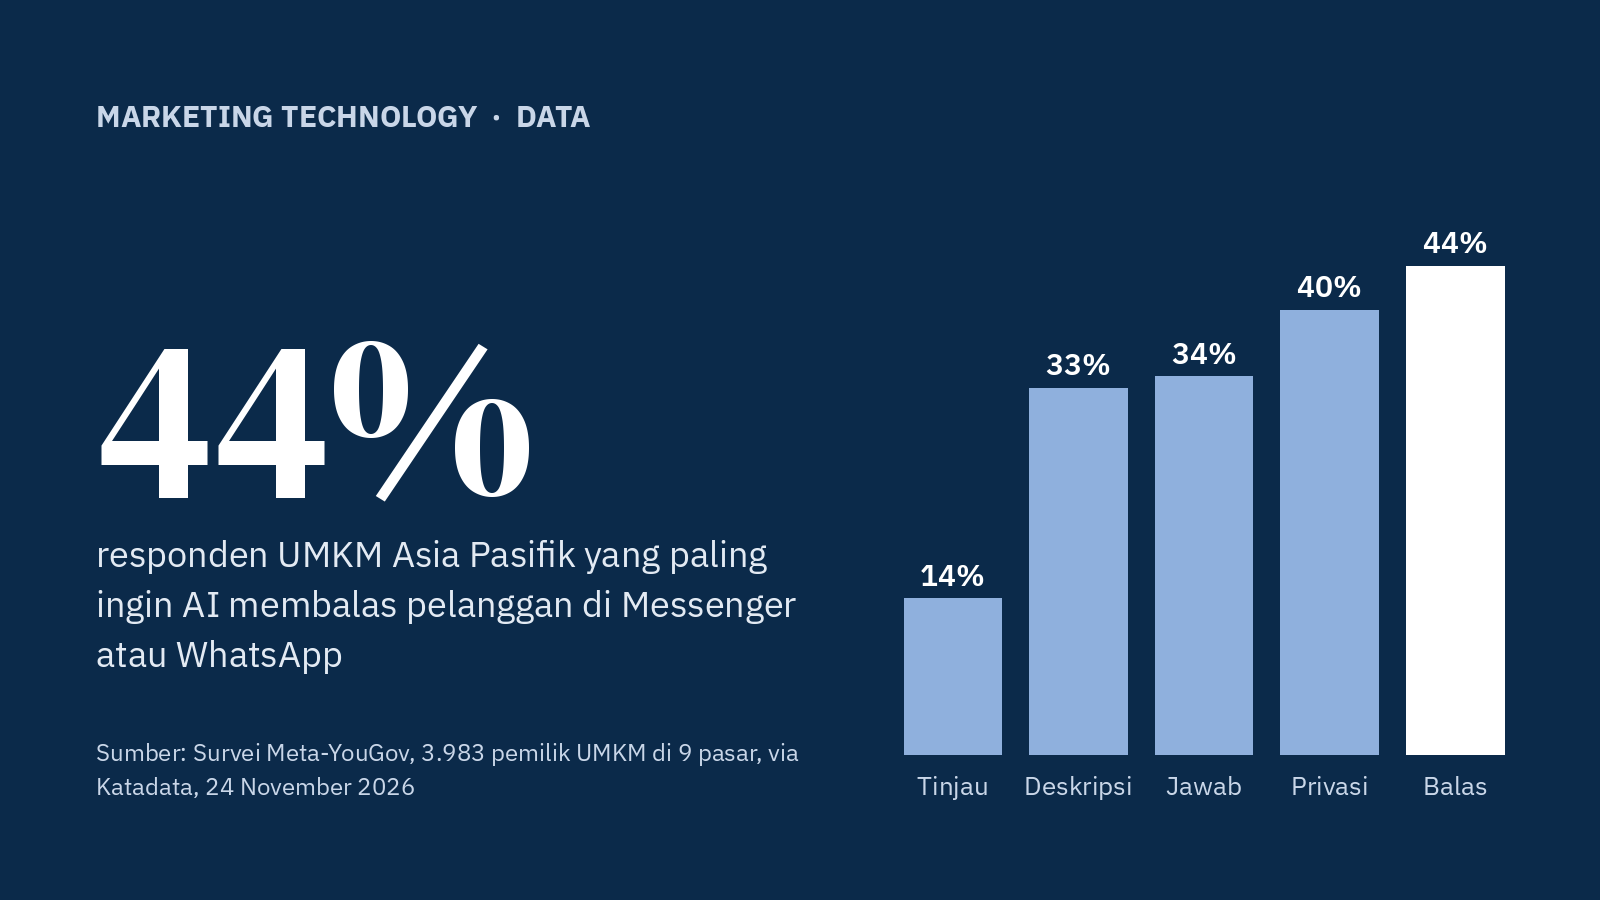 MARKETING TECHNOLOGY · DATA
44%
responden UMKM Asia Pasifik yang paling
ingin AI membalas pelanggan di Messenger
atau WhatsApp
Sumber: Survei Meta-YouGov, 3.983 pemilik UMKM di 9 pasar, via
Katadata, 24 November 2026
14%
33%
34%
40%
44%
Tinjau
Deskripsi
Jawab
Privasi
Balas